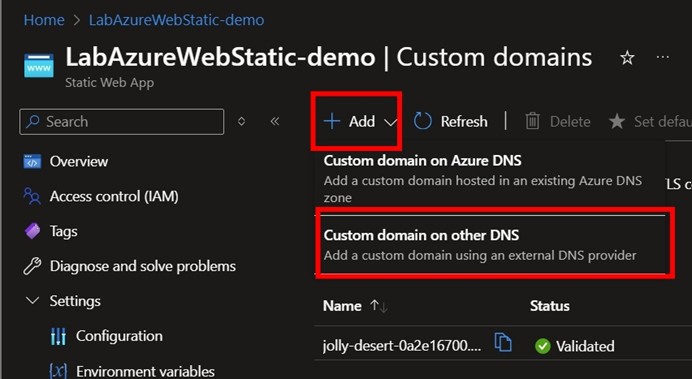 Home > LabAzureWebStatic-demo >
LabAzureWebStatic-demo | Custom domains
WWW
Static Web App
Search
Add
Refresh
Delete
Set defau
Overview
Access control (IAM)
Tags
Diagnose and solve problems
Settings
Configuration
Environment variables
Custom domain on Azure DNS
Add a custom domain hosted in an existing Azure DNS
zone
LS c
Custom domain on other DNS
Add a custom domain using an external DNS provider
Name
Status
jolly-desert-0a2e16700....
Validated